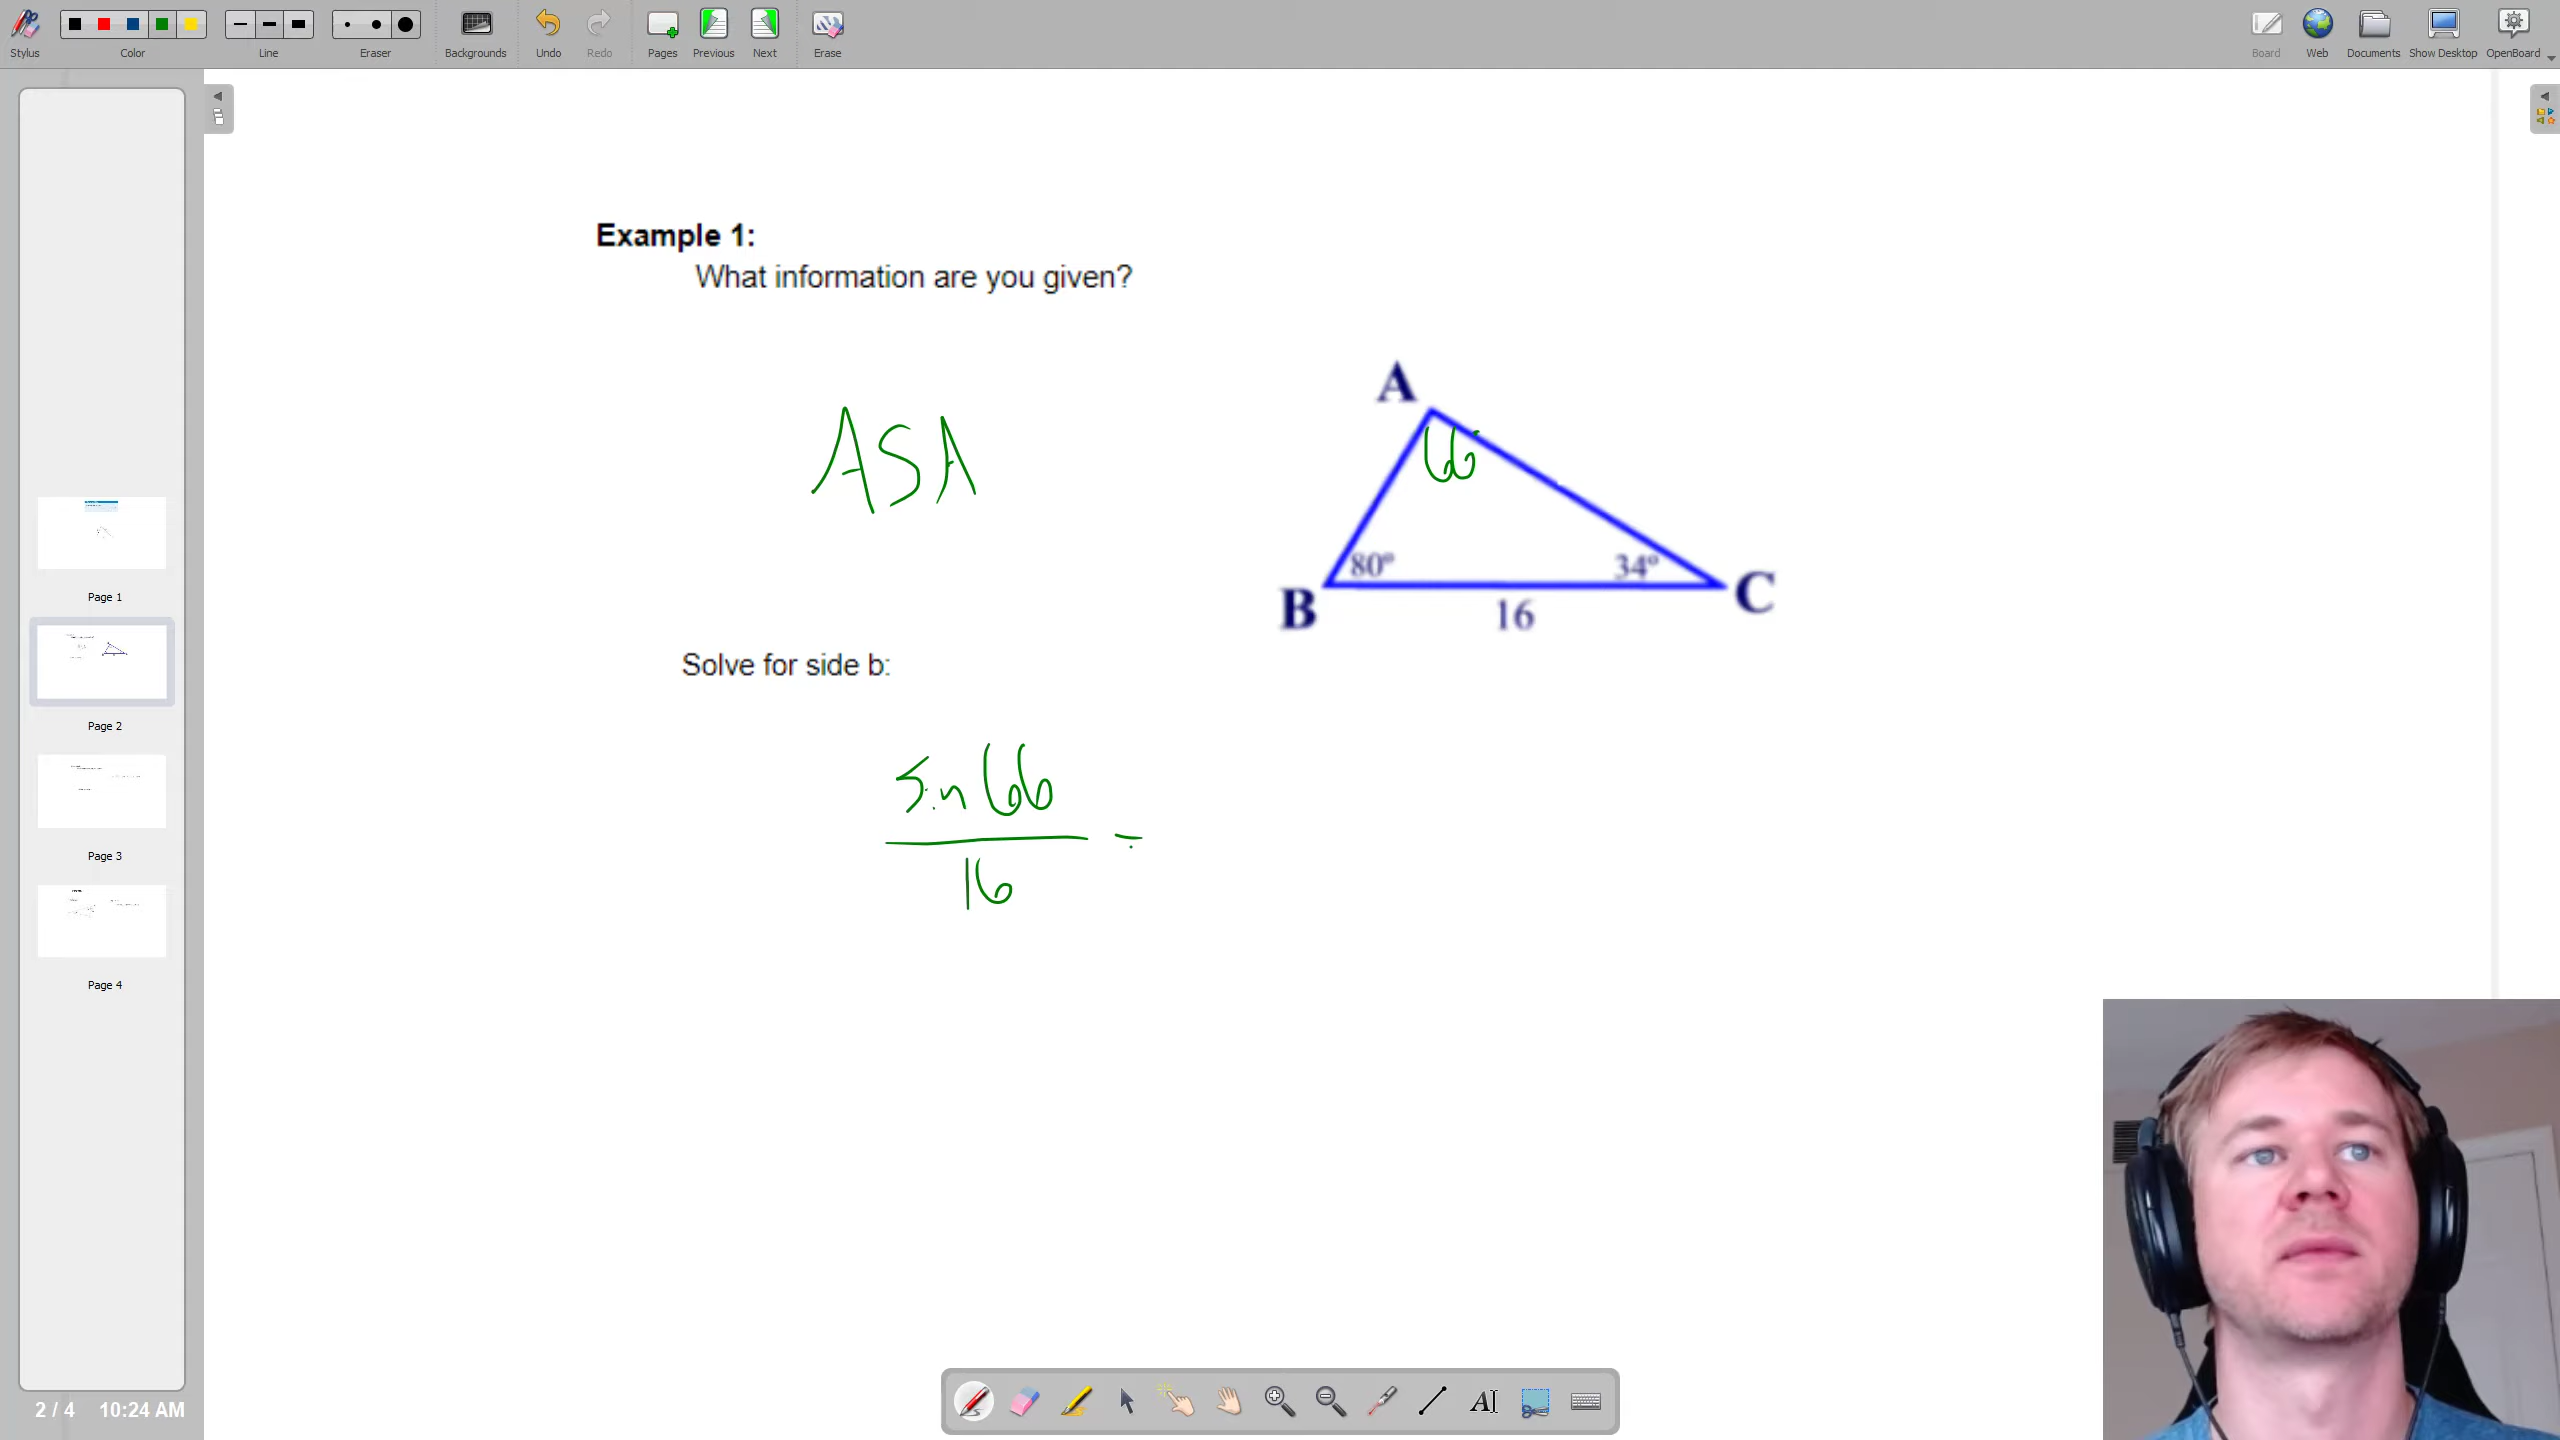 Stylus
Color
Line
Eraser
Backgrounds
Undo
Redo
Pages
Previous
Next
Erase
Board
Web
Documents
Show Desktop
OpenBoard
Example 1:
What information are you given?
ASA
A
66
80º
34º
B
C
16
Solve for side b:
sin 66
=
16
Page 1
Page 2
Page 3
Page 4
2 / 4
10:24 AM